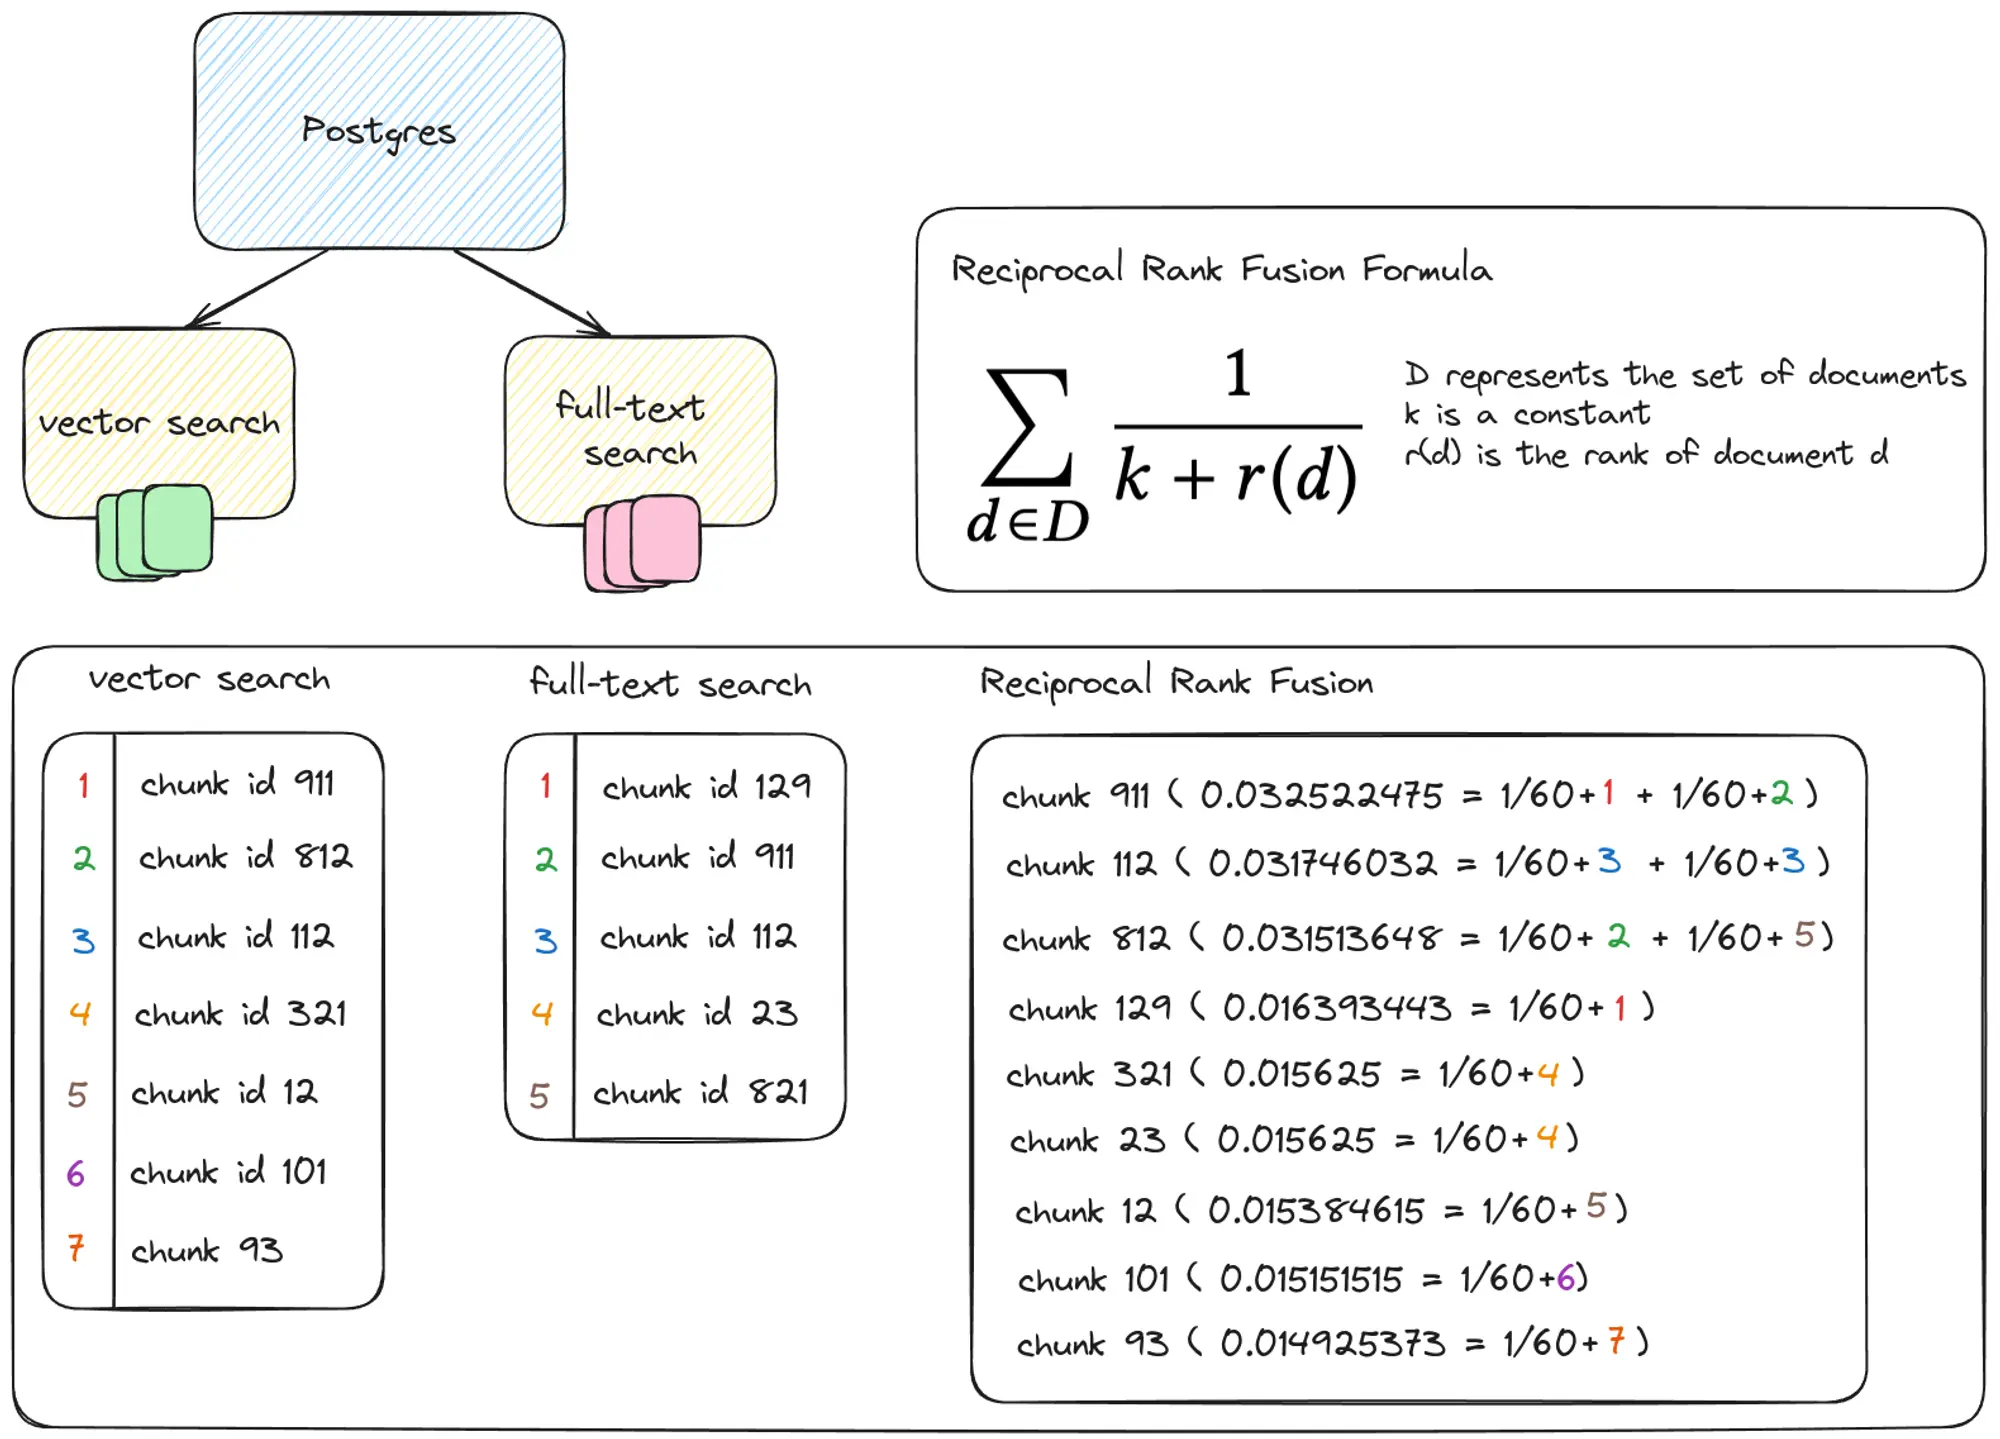 Postgres
vector search
full-text
search
Reciprocal Rank Fusion Formula
∑ d∈D 1 / k + r(d)
D represents the set of documents
k is a constant
r(d) is the rank of document d
vector search
1 chunk id 911
2 chunk id 812
3 chunk id 112
4 chunk id 321
5 chunk id 12
6 chunk id 101
7 chunk 93
full-text search
1 chunk id 129
2 chunk id 911
3 chunk id 112
4 chunk id 23
5 chunk id 821
Reciprocal Rank Fusion
chunk 911 ( 0.032522475 = 1/60+1 + 1/60+2 )
chunk 112 ( 0.031746032 = 1/60+3 + 1/60+3 )
chunk 812 ( 0.031513648 = 1/60+ 2 + 1/60+ 5 )
chunk 129 ( 0.016393443 = 1/60+ 1 )
chunk 321 ( 0.015625 = 1/60+4 )
chunk 23 ( 0.015625 = 1/60+4 )
chunk 12 ( 0.015384615 = 1/60+ 5 )
chunk 101 ( 0.015151515 = 1/60+6)
chunk 93 ( 0.014925373 = 1/60+ 7 )